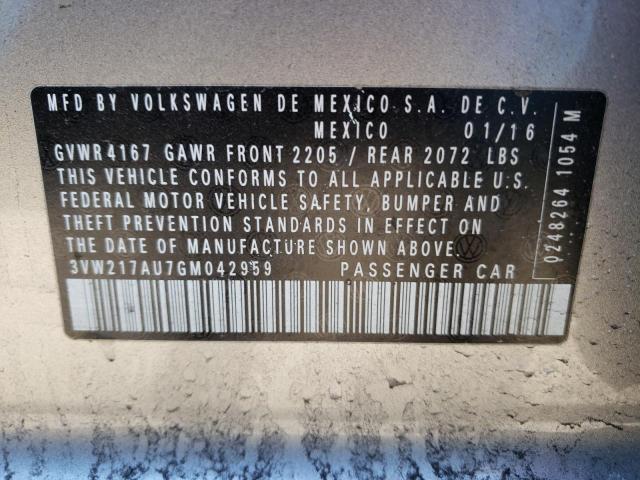 MFD BY VOLKSWAGEN DE MEXICO S.A. DE C.V.
MEXICO 01/16
GVWR 4167 GAWR FRONT 2205 / REAR 2072 LBS
THIS VEHICLE CONFORMS TO ALL APPLICABLE U.S.
FEDERAL MOTOR VEHICLE SAFETY, BUMPER AND
THEFT PREVENTION STANDARDS IN EFFECT ON
THE DATE OF MANUFACTURE SHOWN ABOVE.
3VW217AU7GM042959 PASSENGER CAR
0248264 1054 M